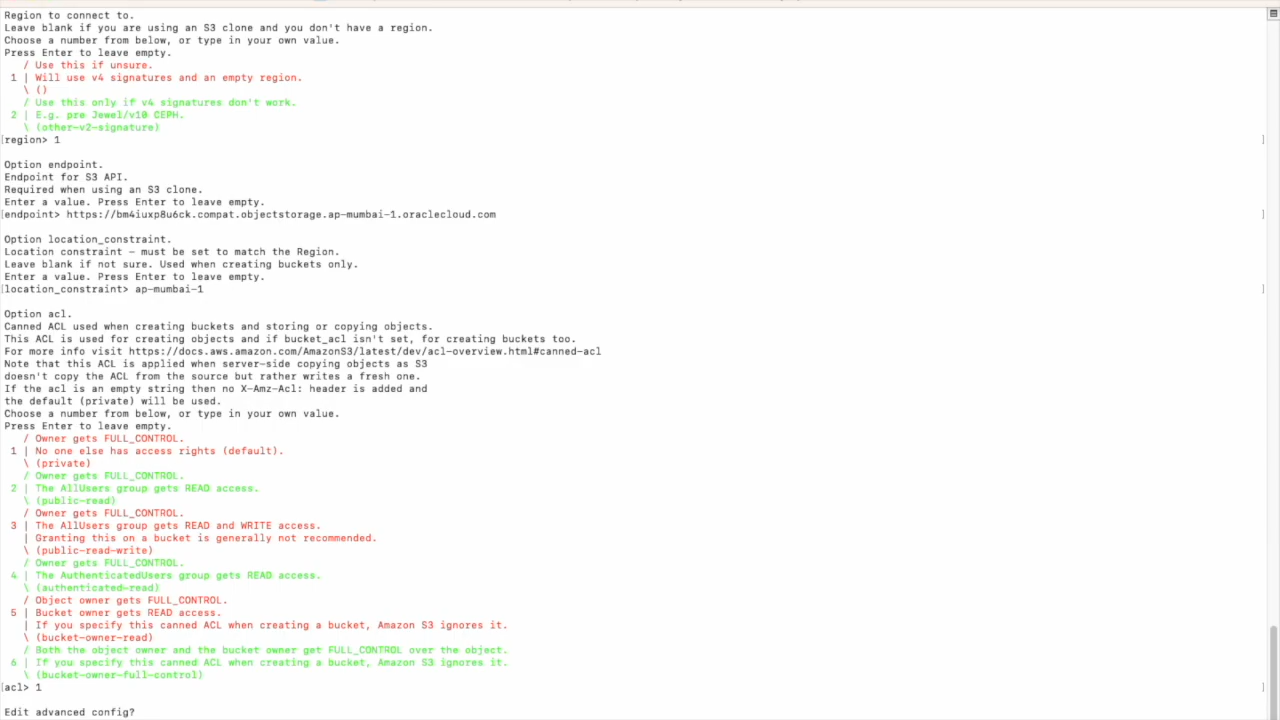 Region to connect to.
Leave blank if you are using an S3 clone and you don't have a region.
Choose a number from below, or type in your own value.
Press Enter to leave empty.
/ Use this if unsure.
1 | Will use v4 signatures and an empty region.
\ ()
/ Use this only if v4 signatures don't work.
2 | E.g. pre Jewel/v10 CEPH.
\ (other-v2-signature)
[region> 1 ]
Option endpoint.
Endpoint for S3 API.
Required when using an S3 clone.
Enter a value. Press Enter to leave empty.
[endpoint> https://bm4iuxp8u6ck.compat.objectstorage.ap-mumbai-1.oraclecloud.com ]
Option location_constraint.
Location constraint - must be set to match the Region.
Leave blank if not sure. Used when creating buckets only.
Enter a value. Press Enter to leave empty.
[location_constraint> ap-mumbai-1 ]
Option acl.
Canned ACL used when creating buckets and storing or copying objects.
This ACL is used for creating objects and if bucket_acl isn't set, for creating buckets too.
For more info visit https://docs.aws.amazon.com/AmazonS3/latest/dev/acl-overview.html#canned-acl
Note that this ACL is applied when server-side copying objects as S3
doesn't copy the ACL from the source but rather writes a fresh one.
If the acl is an empty string then no X-Amz-Acl: header is added and
the default (private) will be used.
Choose a number from below, or type in your own value.
Press Enter to leave empty.
/ Owner gets FULL_CONTROL.
1 | No one else has access rights (default).
\ (private)
/ Owner gets FULL_CONTROL.
2 | The AllUsers group gets READ access.
\ (public-read)
/ Owner gets FULL_CONTROL.
3 | The AllUsers group gets READ and WRITE access.
| Granting this on a bucket is generally not recommended.
\ (public-read-write)
/ Owner gets FULL_CONTROL.
4 | The AuthenticatedUsers group gets READ access.
\ (authenticated-read)
/ Object owner gets FULL_CONTROL.
5 | Bucket owner gets READ access.
| If you specify this canned ACL when creating a bucket, Amazon S3 ignores it.
\ (bucket-owner-read)
/ Both the object owner and the bucket owner get FULL_CONTROL over the object.
6 | If you specify this canned ACL when creating a bucket, Amazon S3 ignores it.
\ (bucket-owner-full-control)
[acl> 1 ]
Edit advanced config?